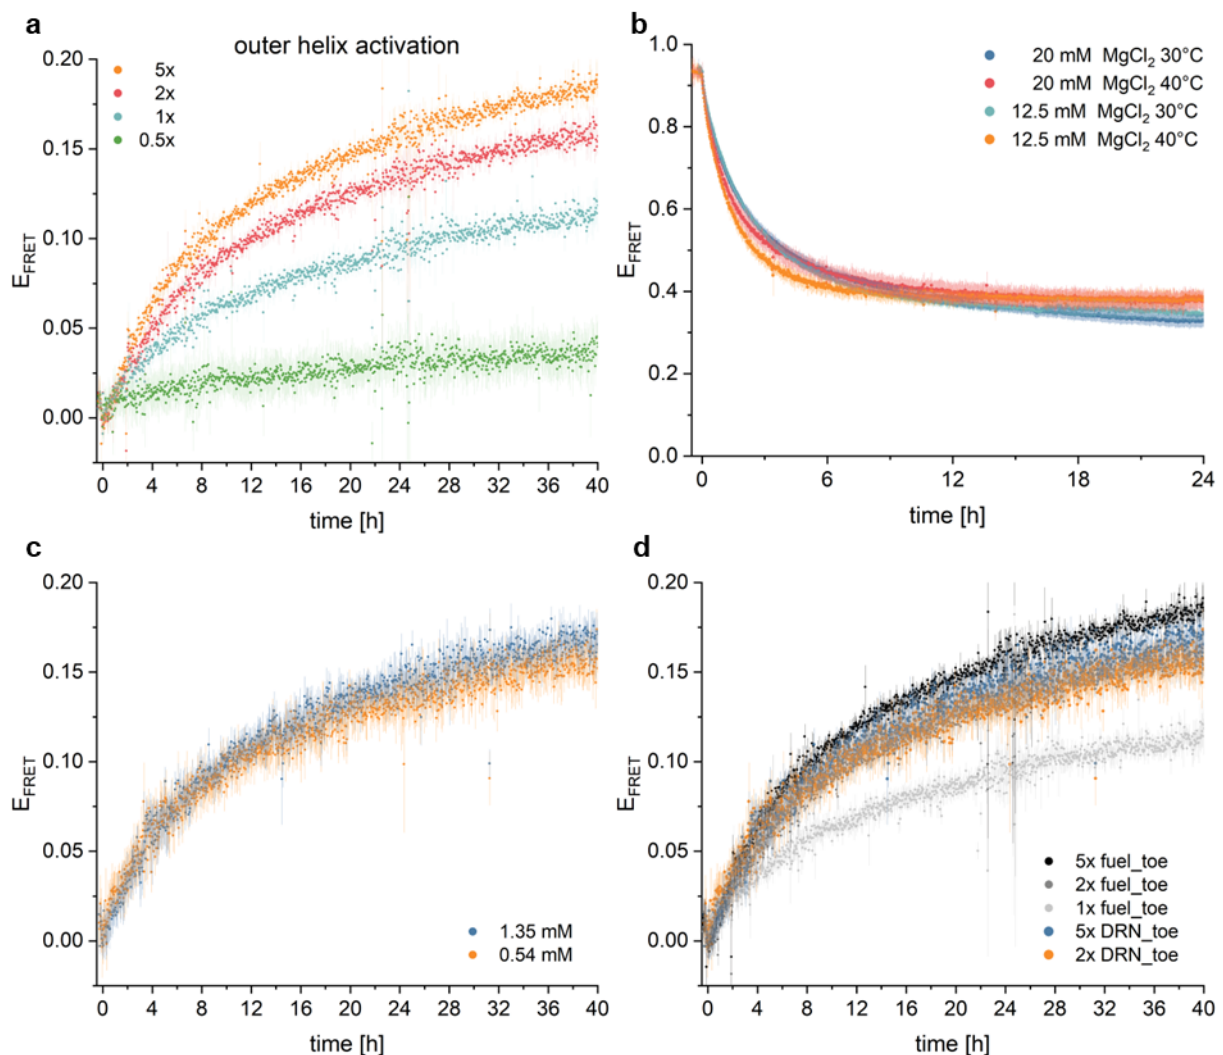 a
outer helix activation
0.20
0.15
0.10
0.05
0.00
E_FRET
5x
2x
1x
0.5x
0 4 8 12 16 20 24 28 32 36 40
time [h]
b
1.0
0.8
0.6
0.4
0.2
0.0
E_FRET
20 mM MgCl₂ 30°C
20 mM MgCl₂ 40°C
12.5 mM MgCl₂ 30°C
12.5 mM MgCl₂ 40°C
0 6 12 18 24
time [h]
c
0.20
0.15
0.10
0.05
0.00
E_FRET
1.35 mM
0.54 mM
0 4 8 12 16 20 24 28 32 36 40
time [h]
d
0.20
0.15
0.10
0.05
0.00
E_FRET
5x fuel_toe
2x fuel_toe
1x fuel_toe
5x DRN_toe
2x DRN_toe
0 4 8 12 16 20 24 28 32 36 40
time [h]